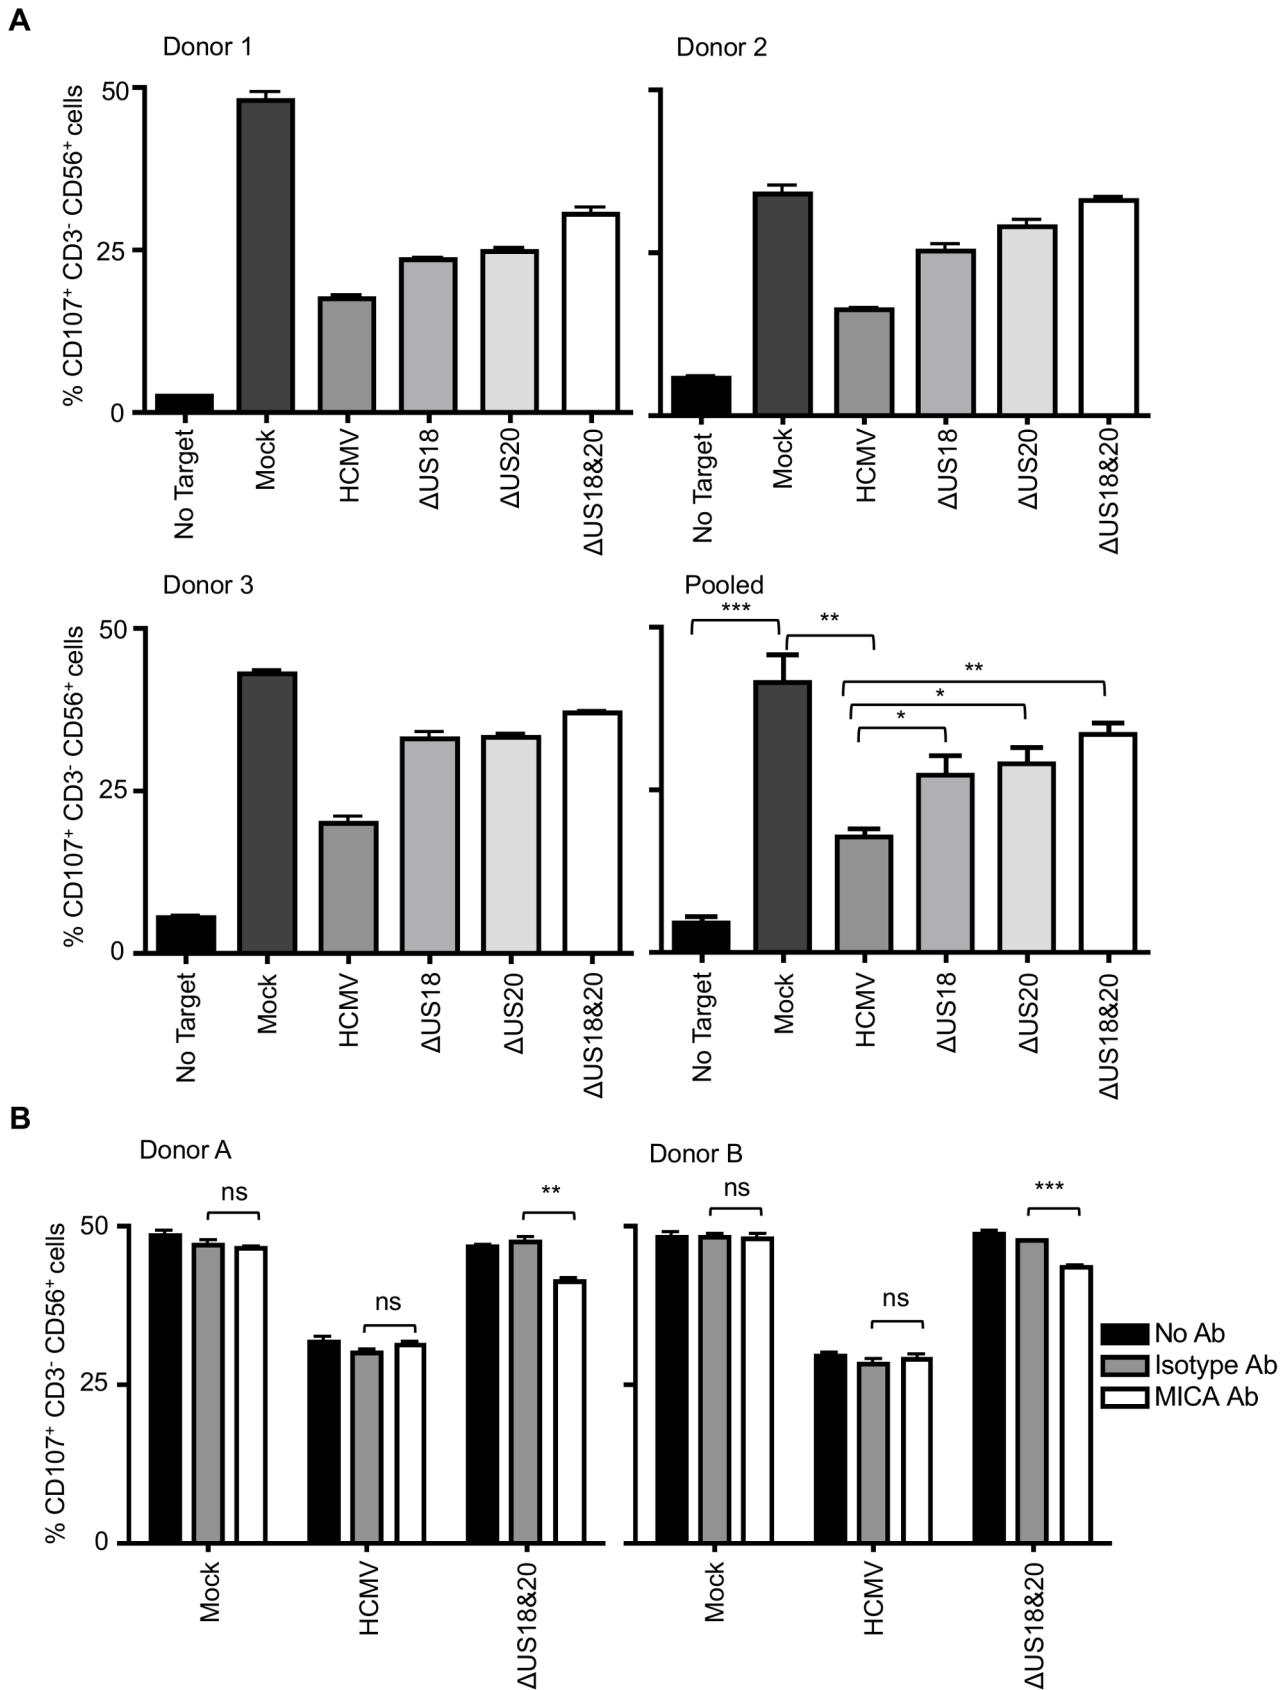 A
Donor 1
Donor 2
% CD107+ CD3- CD56+ cells
50
25
0
No Target
Mock
HCMV
ΔUS18
ΔUS20
ΔUS18&20
No Target
Mock
HCMV
ΔUS18
ΔUS20
ΔUS18&20
Donor 3
Pooled
% CD107+ CD3- CD56+ cells
50
25
0
***
**
**
*
*
No Target
Mock
HCMV
ΔUS18
ΔUS20
ΔUS18&20
No Target
Mock
HCMV
ΔUS18
ΔUS20
ΔUS18&20
B
Donor A
Donor B
% CD107+ CD3- CD56+ cells
50
25
0
ns
ns
**
ns
ns
***
No Ab
Isotype Ab
MICA Ab
Mock
HCMV
ΔUS18&20
Mock
HCMV
ΔUS18&20